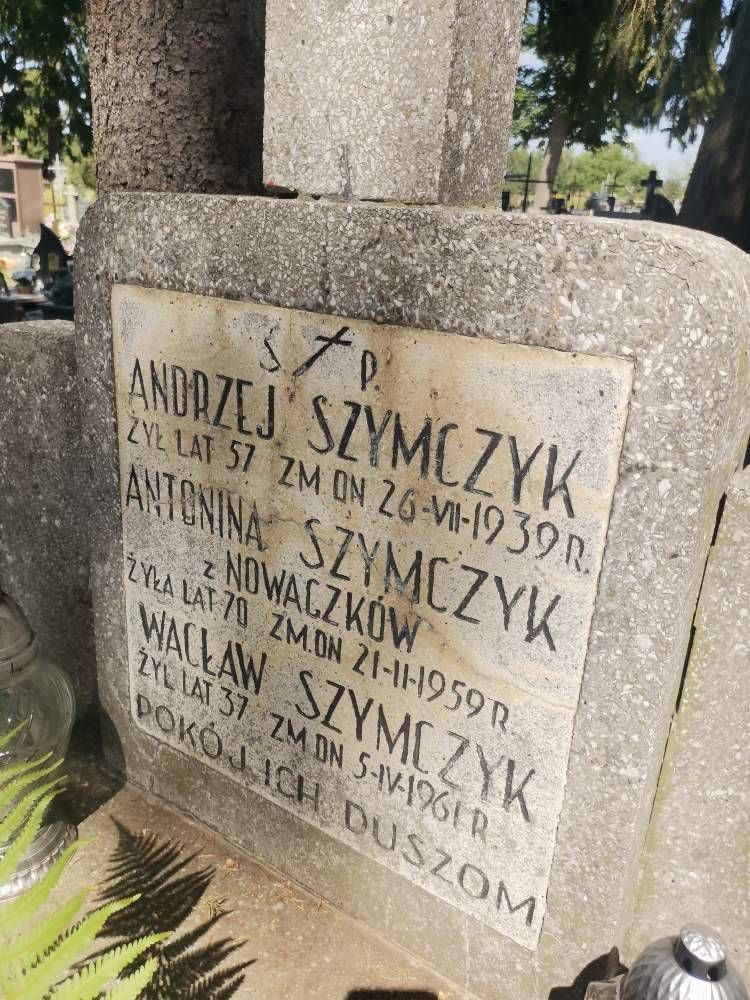 Ś P.
ANDRZEJ SZYMCZYK
ŻYŁ LAT 57 ZM DN 26-VII-1939 R.
ANTONINA SZYMCZYK
z NOWACZKÓW
ŻYŁA LAT 70 ZM.DN 21-II-1959 R.
WACŁAW SZYMCZYK
ŻYŁ LAT 37 ZM DN 5-IV-1961 R.
POKÓJ ICH DUSZOM